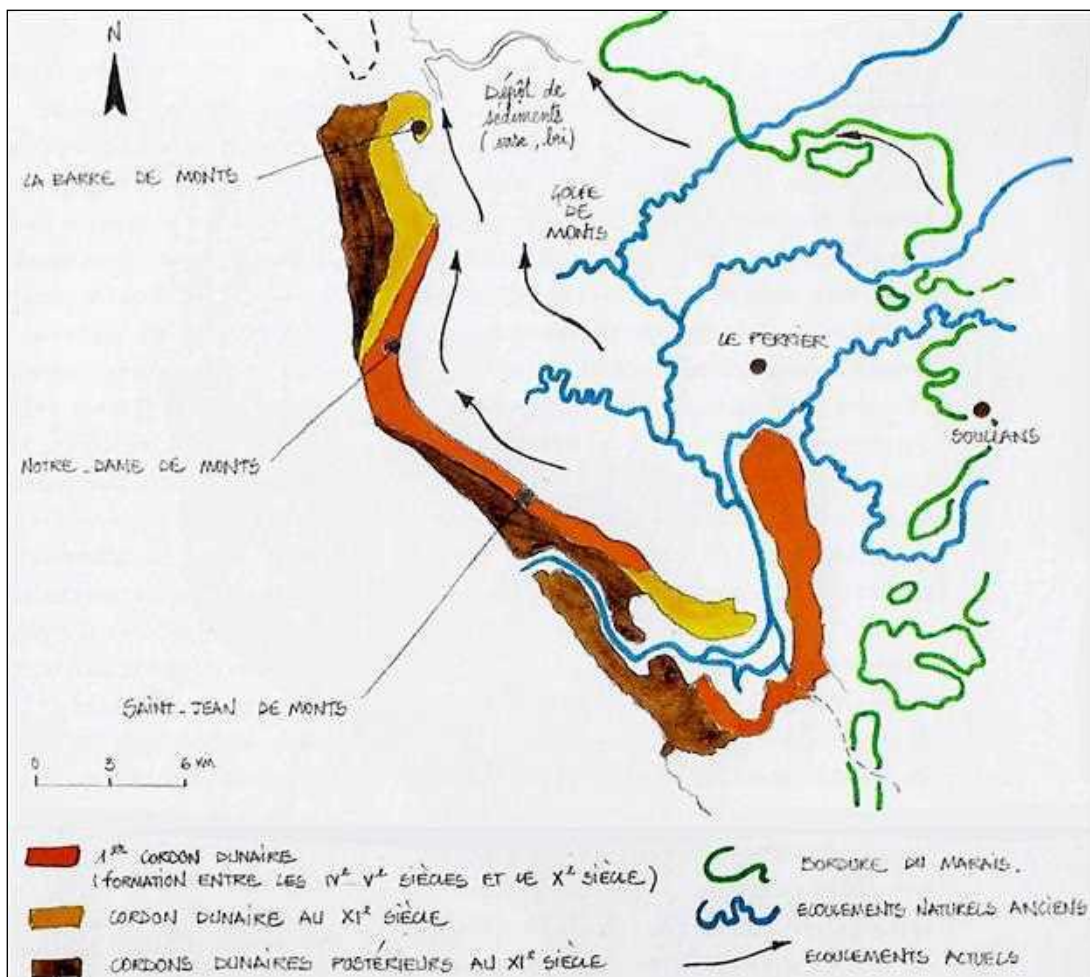 N
Dépôt de
sédiments
(vase, bri)
LA BARRE DE MONTS
GOLFE
DE
MONTS
LE PERRIER
SOULLANS
NOTRE-DAME DE MONTS
SAINT-JEAN DE MONTS
0 3 6 KM
1er CORDON DUNAIRE
(FORMATION ENTRE LES IVe Ve SIÈCLES ET LE Xe SIÈCLE)
CORDON DUNAIRE AU XIe SIÈCLE
CORDONS DUNAIRES POSTÉRIEURS AU XIe SIÈCLE
BORDURE DU MARAIS.
ECOULEMENTS NATURELS ANCIENS
ECOULEMENTS ACTUELS